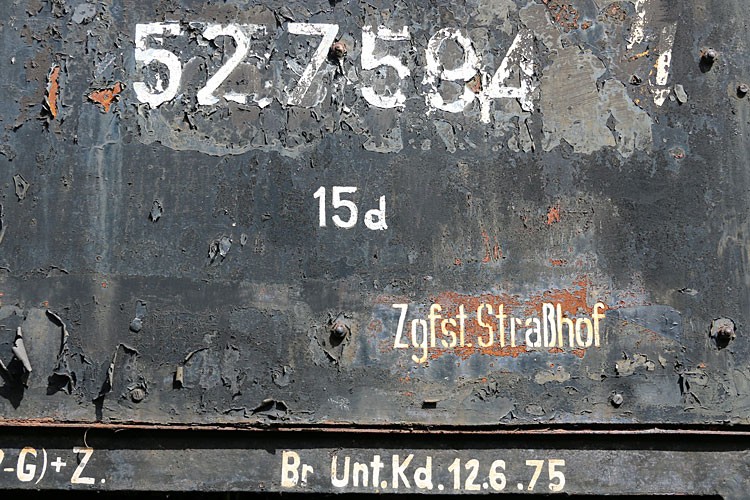 52.7594
15d
Zgfst.Straßhof
-G)+Z. Br Unt.Kd.12.6.75